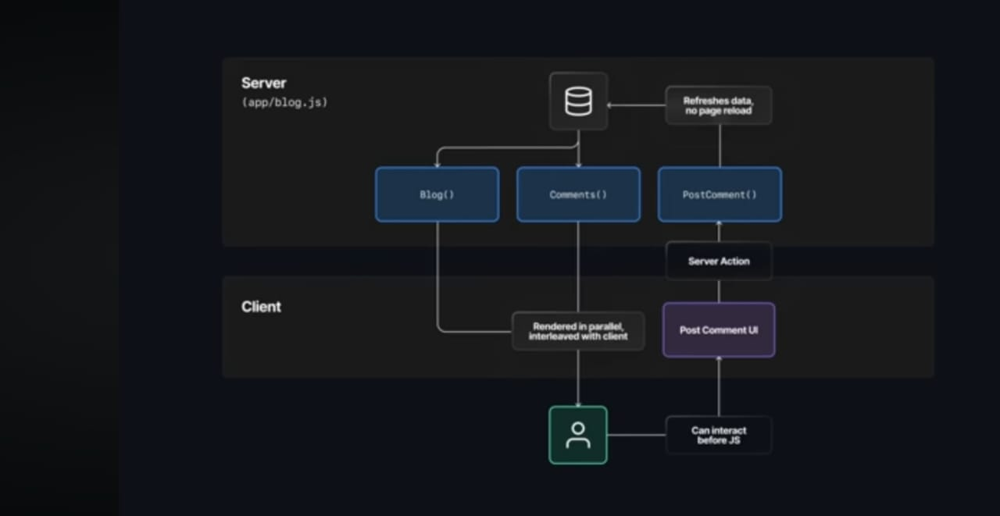 Server
(app/blog.js)
Refreshes data,
no page reload
Blog()
Comments()
PostComment()
Server Action
Client
Rendered in parallel,
interleaved with client
Post Comment UI
Can interact
before JS